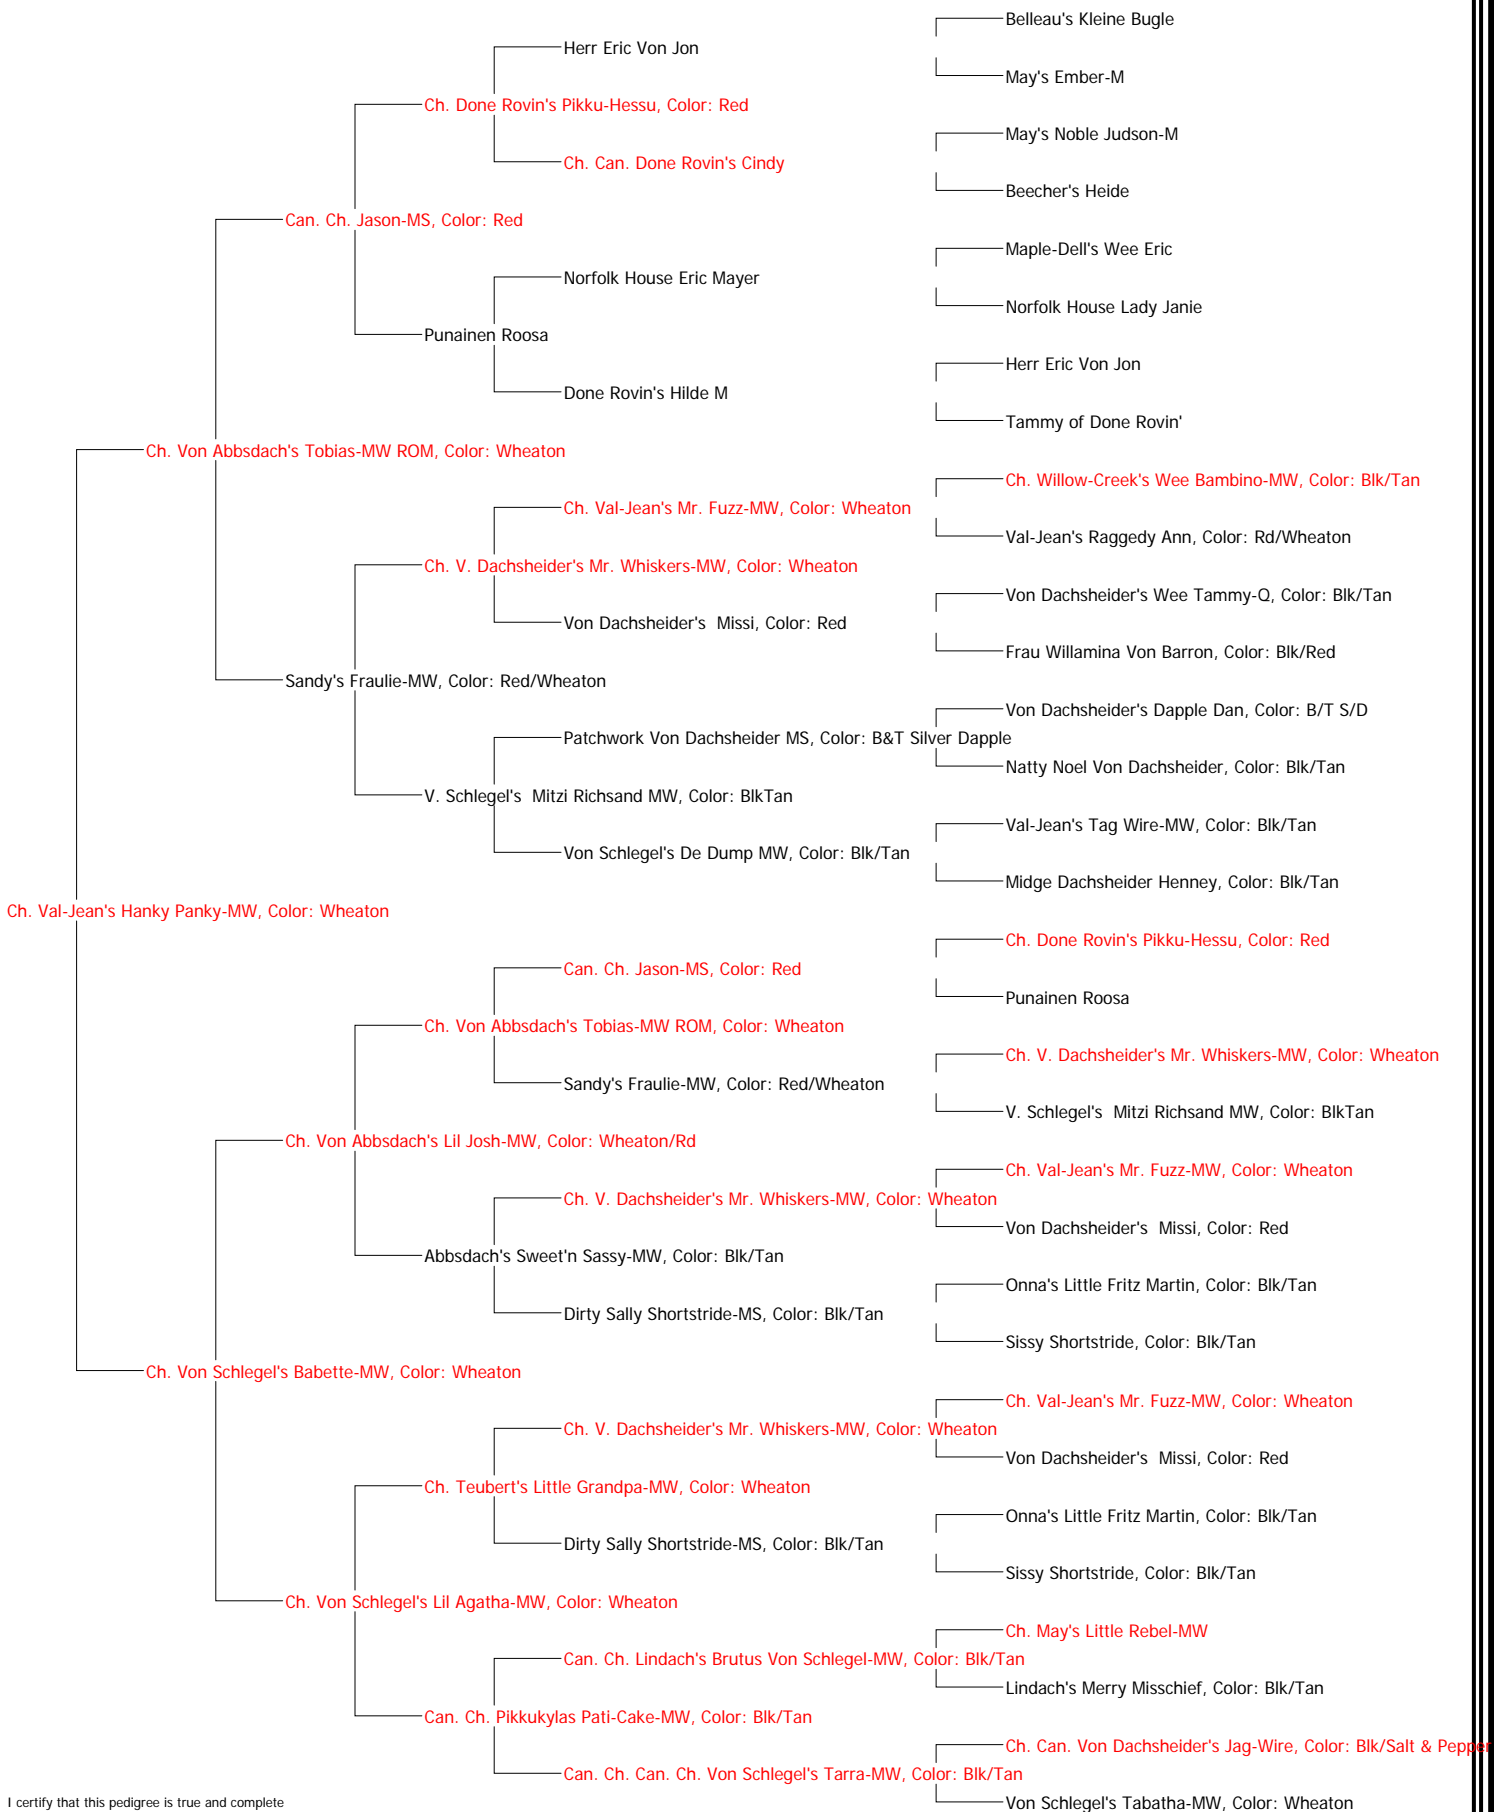 Belleau's Kleine Bugle
Herr Eric Von Jon
May's Ember-M
Ch. Done Rovin's Pikku-Hessu, Color: Red
May's Noble Judson-M
Ch. Can. Done Rovin's Cindy
Beecher's Heide
Can. Ch. Jason-MS, Color: Red
Maple-Dell's Wee Eric
Norfolk House Eric Mayer
Norfolk House Lady Janie
Punainen Roosa
Herr Eric Von Jon
Done Rovin's Hilde M
Tammy of Done Rovin'
Ch. Von Abbsdach's Tobias-MW ROM, Color: Wheaton
Ch. Willow-Creek's Wee Bambino-MW, Color: Blk/Tan
Ch. Val-Jean's Mr. Fuzz-MW, Color: Wheaton
Val-Jean's Raggedy Ann, Color: Rd/Wheaton
Ch. V. Dachsheider's Mr. Whiskers-MW, Color: Wheaton
Von Dachsheider's Wee Tammy-Q, Color: Blk/Tan
Von Dachsheider's  Missi, Color: Red
Frau Willamina Von Barron, Color: Blk/Red
Sandy's Fraulie-MW, Color: Red/Wheaton
Von Dachsheider's Dapple Dan, Color: B/T S/D
Patchwork Von Dachsheider MS, Color: B&T Silver Dapple
Natty Noel Von Dachsheider, Color: Blk/Tan
V. Schlegel's  Mitzi Richsand MW, Color: BlkTan
Val-Jean's Tag Wire-MW, Color: Blk/Tan
Von Schlegel's De Dump MW, Color: Blk/Tan
Midge Dachsheider Henney, Color: Blk/Tan
Ch. Val-Jean's Hanky Panky-MW, Color: Wheaton
Ch. Done Rovin's Pikku-Hessu, Color: Red
Can. Ch. Jason-MS, Color: Red
Punainen Roosa
Ch. Von Abbsdach's Tobias-MW ROM, Color: Wheaton
Ch. V. Dachsheider's Mr. Whiskers-MW, Color: Wheaton
Sandy's Fraulie-MW, Color: Red/Wheaton
V. Schlegel's  Mitzi Richsand MW, Color: BlkTan
Ch. Von Abbsdach's Lil Josh-MW, Color: Wheaton/Rd
Ch. Val-Jean's Mr. Fuzz-MW, Color: Wheaton
Ch. V. Dachsheider's Mr. Whiskers-MW, Color: Wheaton
Von Dachsheider's  Missi, Color: Red
Abbsdach's Sweet'n Sassy-MW, Color: Blk/Tan
Onna's Little Fritz Martin, Color: Blk/Tan
Dirty Sally Shortstride-MS, Color: Blk/Tan
Sissy Shortstride, Color: Blk/Tan
Ch. Von Schlegel's Babette-MW, Color: Wheaton
Ch. Val-Jean's Mr. Fuzz-MW, Color: Wheaton
Ch. V. Dachsheider's Mr. Whiskers-MW, Color: Wheaton
Von Dachsheider's  Missi, Color: Red
Ch. Teubert's Little Grandpa-MW, Color: Wheaton
Onna's Little Fritz Martin, Color: Blk/Tan
Dirty Sally Shortstride-MS, Color: Blk/Tan
Sissy Shortstride, Color: Blk/Tan
Ch. Von Schlegel's Lil Agatha-MW, Color: Wheaton
Ch. May's Little Rebel-MW
Can. Ch. Lindach's Brutus Von Schlegel-MW, Color: Blk/Tan
Lindach's Merry Misschief, Color: Blk/Tan
Can. Ch. Pikkukylas Pati-Cake-MW, Color: Blk/Tan
Ch. Can. Von Dachsheider's Jag-Wire, Color: Blk/Salt & Pepper
Can. Ch. Can. Ch. Von Schlegel's Tarra-MW, Color: Blk/Tan
Von Schlegel's Tabatha-MW, Color: Wheaton
I certify that this pedigree is true and complete